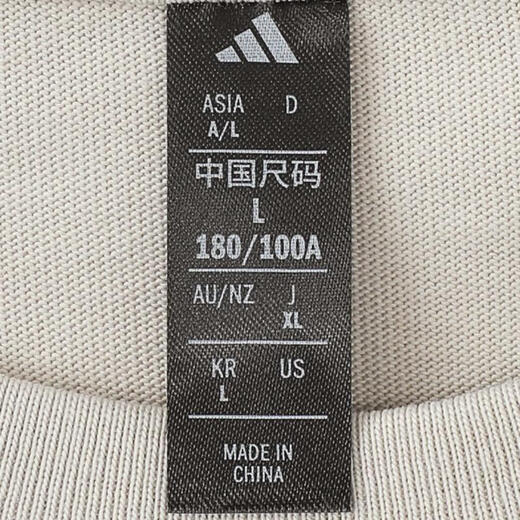 ASIA D
A/L
中国尺码
L
180/100A
AU/NZ J
XL
KR US
L
MADE IN
CHINA